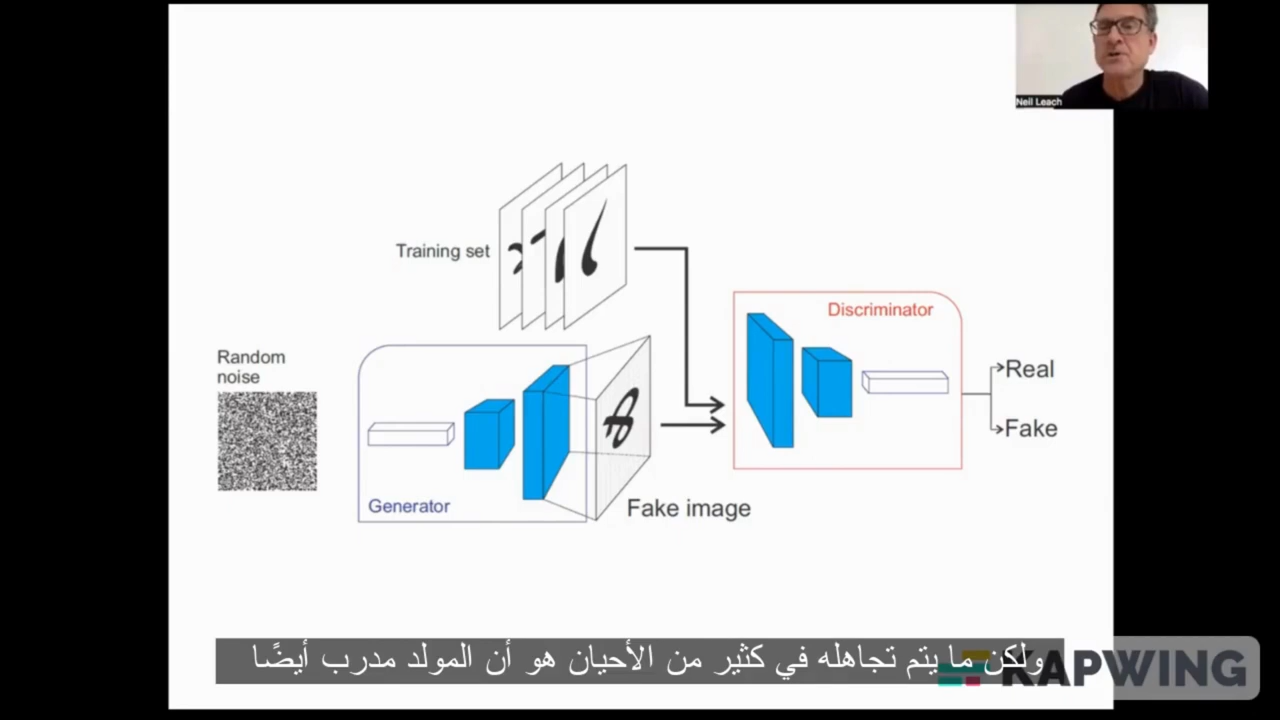 Neil Leach
Training set
Discriminator
Random
noise
Real
Fake
Generator
Fake image
ولكن ما يتم تجاهله في كثير من الأحيان هو أن المولد مدرب أيضًا
KAPWING